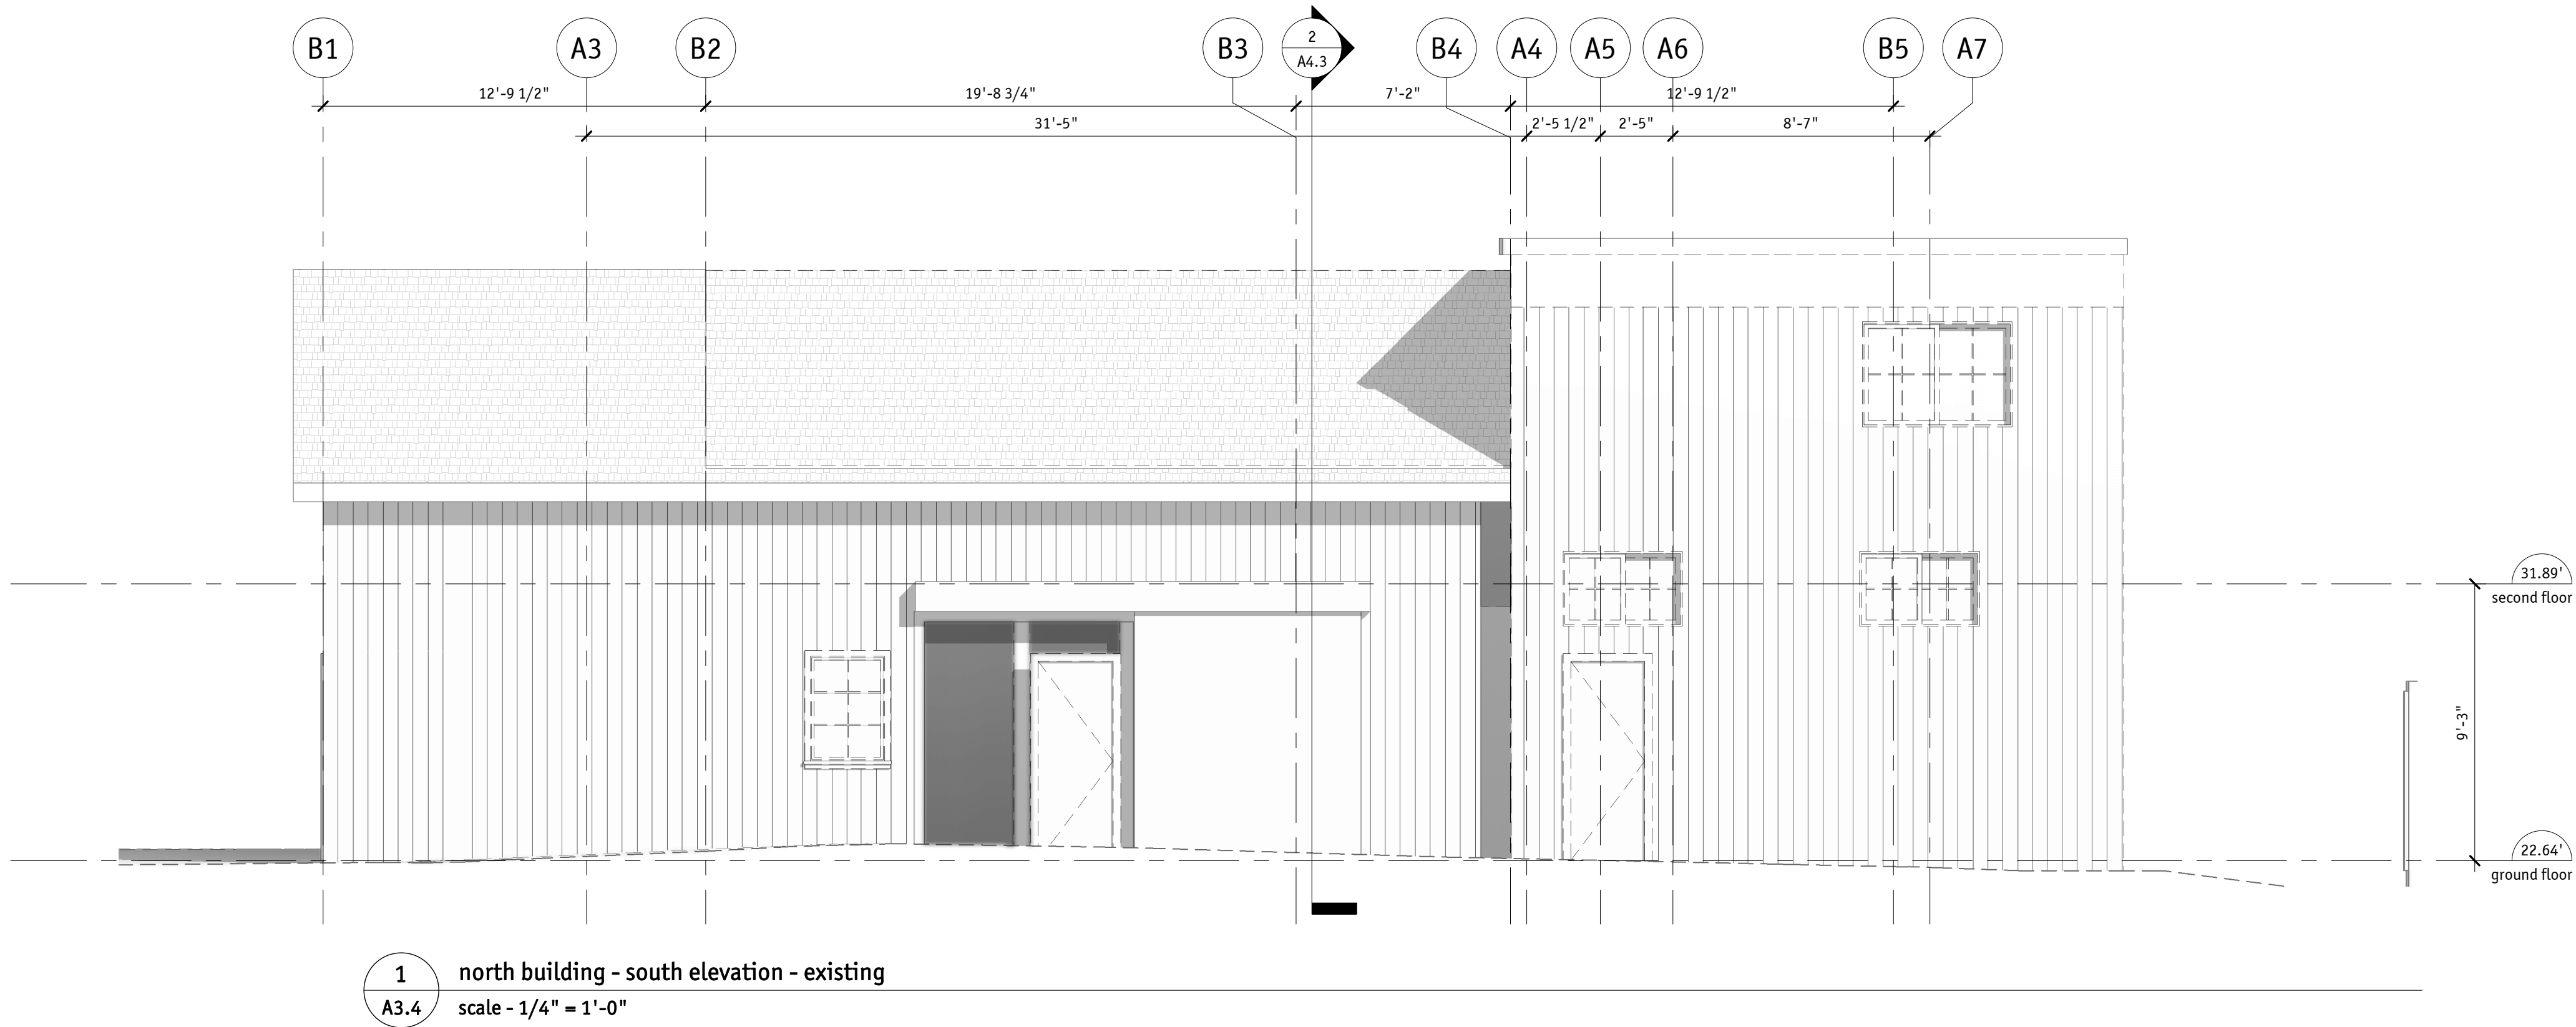 B1
A3
B2
B3
2
A4.3
B4
A4
A5
A6
B5
A7
12'-9 1/2"
19'-8 3/4"
7'-2"
12'-9 1/2"
31'-5"
2'-5 1/2"
2'-5"
8'-7"
31.89'
second floor
9'-3"
22.64'
ground floor
1
north building - south elevation - existing
A3.4
scale - 1/4" = 1'-0"